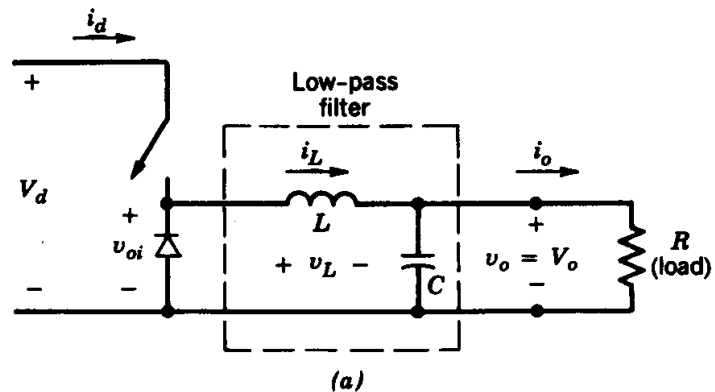 i_d
+
Low-pass
filter
i_L
i_o
V_d
+
L
+
R
(load)
v_oi
+ v_L −
C
v_o = V_o
−
−
−
(a)